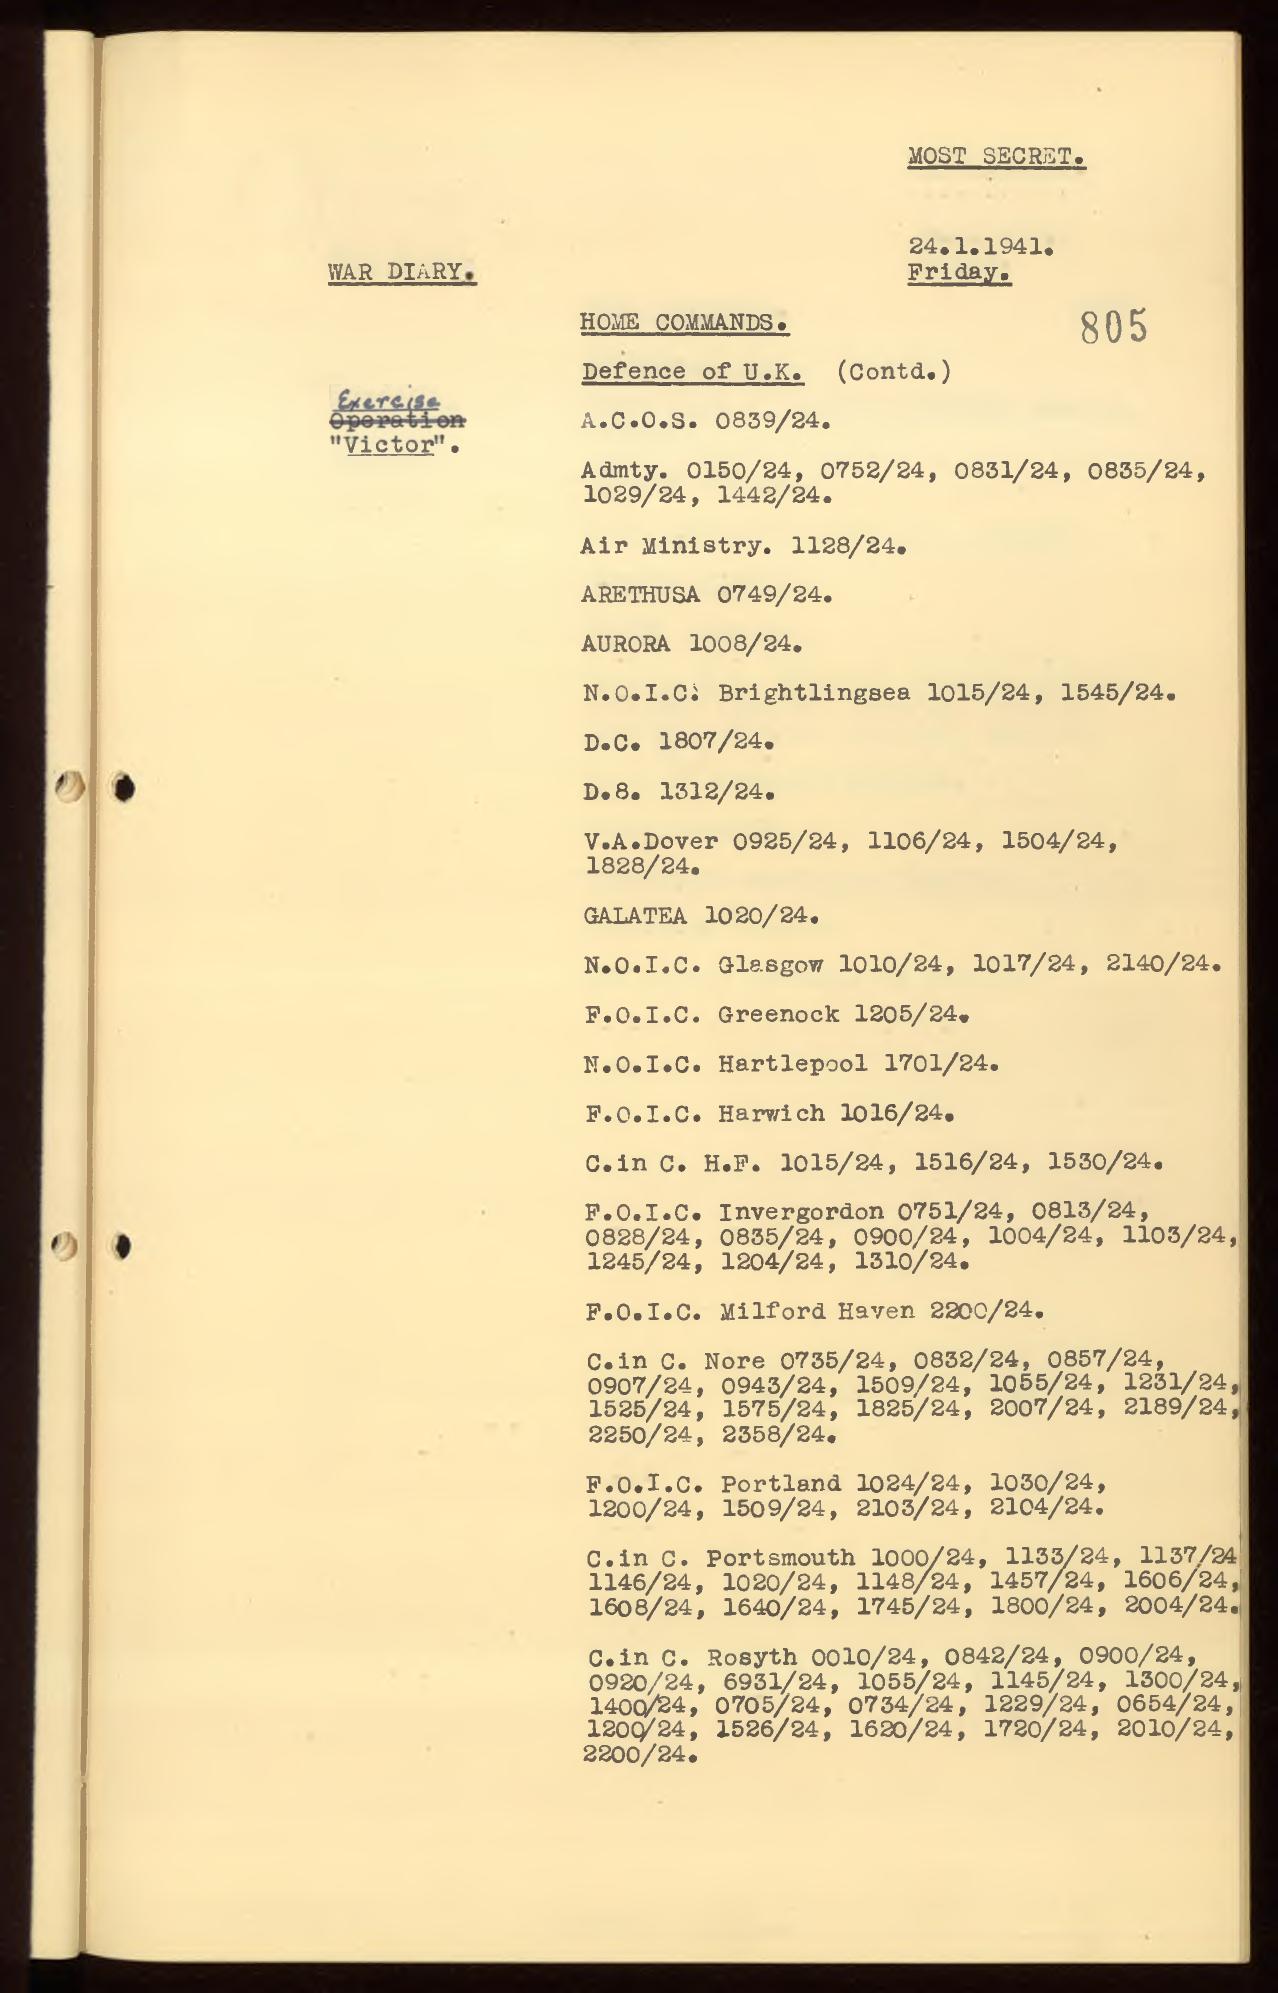 MOST SECRET.
24.1.1941.
WAR DIARY.
Friday.
HOME COMMANDS.
805
Defence of U.K. (Contd.)
Exercise
Operation
"Victor".
A.C.O.S. 0839/24.
Admty. 0150/24, 0752/24, 0831/24, 0835/24,
1029/24, 1442/24.
Air Ministry. 1128/24.
ARETHUSA 0749/24.
AURORA 1008/24.
N.O.I.C. Brightlingsea 1015/24, 1545/24.
D.C. 1807/24.
D.8. 1312/24.
V.A.Dover 0925/24, 1106/24, 1504/24,
1828/24.
GALATEA 1020/24.
N.O.I.C. Glasgow 1010/24, 1017/24, 2140/24.
F.O.I.C. Greenock 1205/24.
N.O.I.C. Hartlepool 1701/24.
F.O.I.C. Harwich 1016/24.
C.in C. H.F. 1015/24, 1516/24, 1530/24.
F.O.I.C. Invergordon 0751/24, 0813/24,
0828/24, 0835/24, 0900/24, 1004/24, 1103/24,
1245/24, 1204/24, 1310/24.
F.O.I.C. Milford Haven 2200/24.
C.in C. Nore 0735/24, 0832/24, 0857/24,
0907/24, 0943/24, 1509/24, 1055/24, 1231/24,
1525/24, 1575/24, 1825/24, 2007/24, 2189/24,
2250/24, 2358/24.
F.O.I.C. Portland 1024/24, 1030/24,
1200/24, 1509/24, 2103/24, 2104/24.
C.in C. Portsmouth 1000/24, 1133/24, 1137/24
1146/24, 1020/24, 1148/24, 1457/24, 1606/24,
1608/24, 1640/24, 1745/24, 1800/24, 2004/24.
C.in C. Rosyth 0010/24, 0842/24, 0900/24,
0920/24, 6931/24, 1055/24, 1145/24, 1300/24,
1400/24, 0705/24, 0734/24, 1229/24, 0654/24,
1200/24, 1526/24, 1620/24, 1720/24, 2010/24,
2200/24.